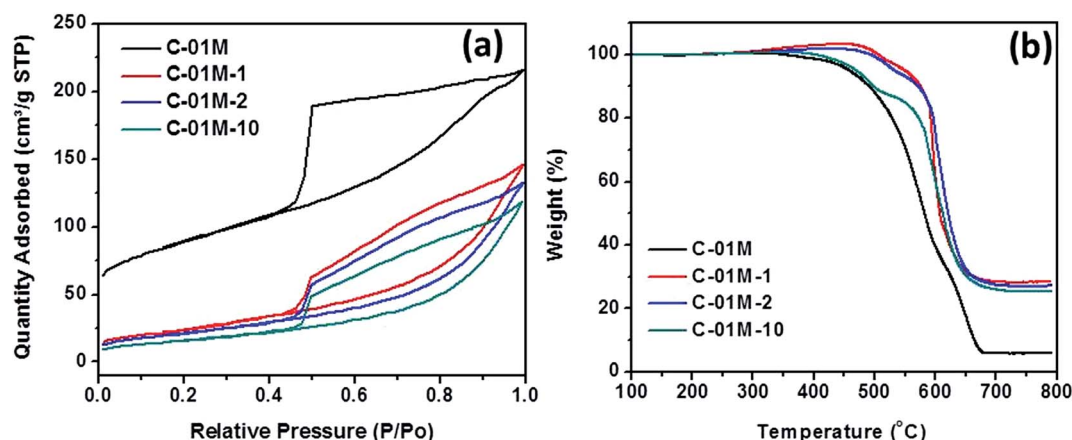 (a)
C-01M
C-01M-1
C-01M-2
C-01M-10
Quantity Adsorbed (cm³/g STP)
250
200
150
100
50
0
0.0 0.2 0.4 0.6 0.8 1.0
Relative Pressure (P/Po)
(b)
Weight (%)
100
80
60
40
20
0
C-01M
C-01M-1
C-01M-2
C-01M-10
100 200 300 400 500 600 700 800
Temperature (°C)